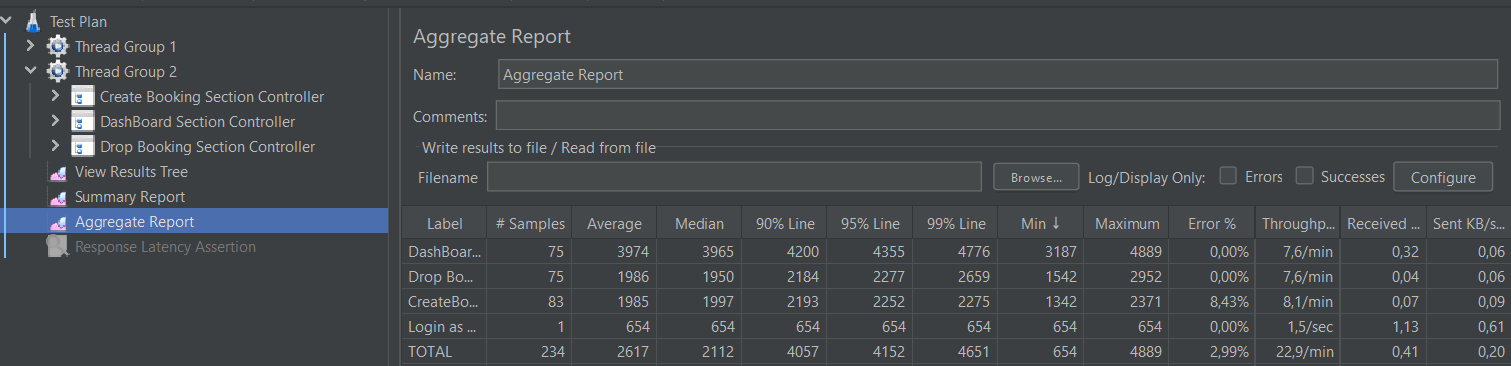 Test Plan
Thread Group 1
Thread Group 2
Create Booking Section Controller
DashBoard Section Controller
Drop Booking Section Controller
View Results Tree
Summary Report
Aggregate Report
Response Latency Assertion
Aggregate Report
Name: Aggregate Report
Comments:
Write results to file / Read from file
Filename Browse... Log/Display Only: Errors Successes Configure
Label # Samples Average Median 90% Line 95% Line 99% Line Min ↓ Maximum Error % Throughp... Received ... Sent KB/s...
DashBoar... 75 3974 3965 4200 4355 4776 3187 4889 0,00% 7,6/min 0,32 0,06
Drop Bo... 75 1986 1950 2184 2277 2659 1542 2952 0,00% 7,6/min 0,04 0,06
CreateBo... 83 1985 1997 2193 2252 2275 1342 2371 8,43% 8,1/min 0,07 0,09
Login as ... 1 654 654 654 654 654 654 654 0,00% 1,5/sec 1,13 0,61
TOTAL 234 2617 2112 4057 4152 4651 654 4889 2,99% 22,9/min 0,41 0,20